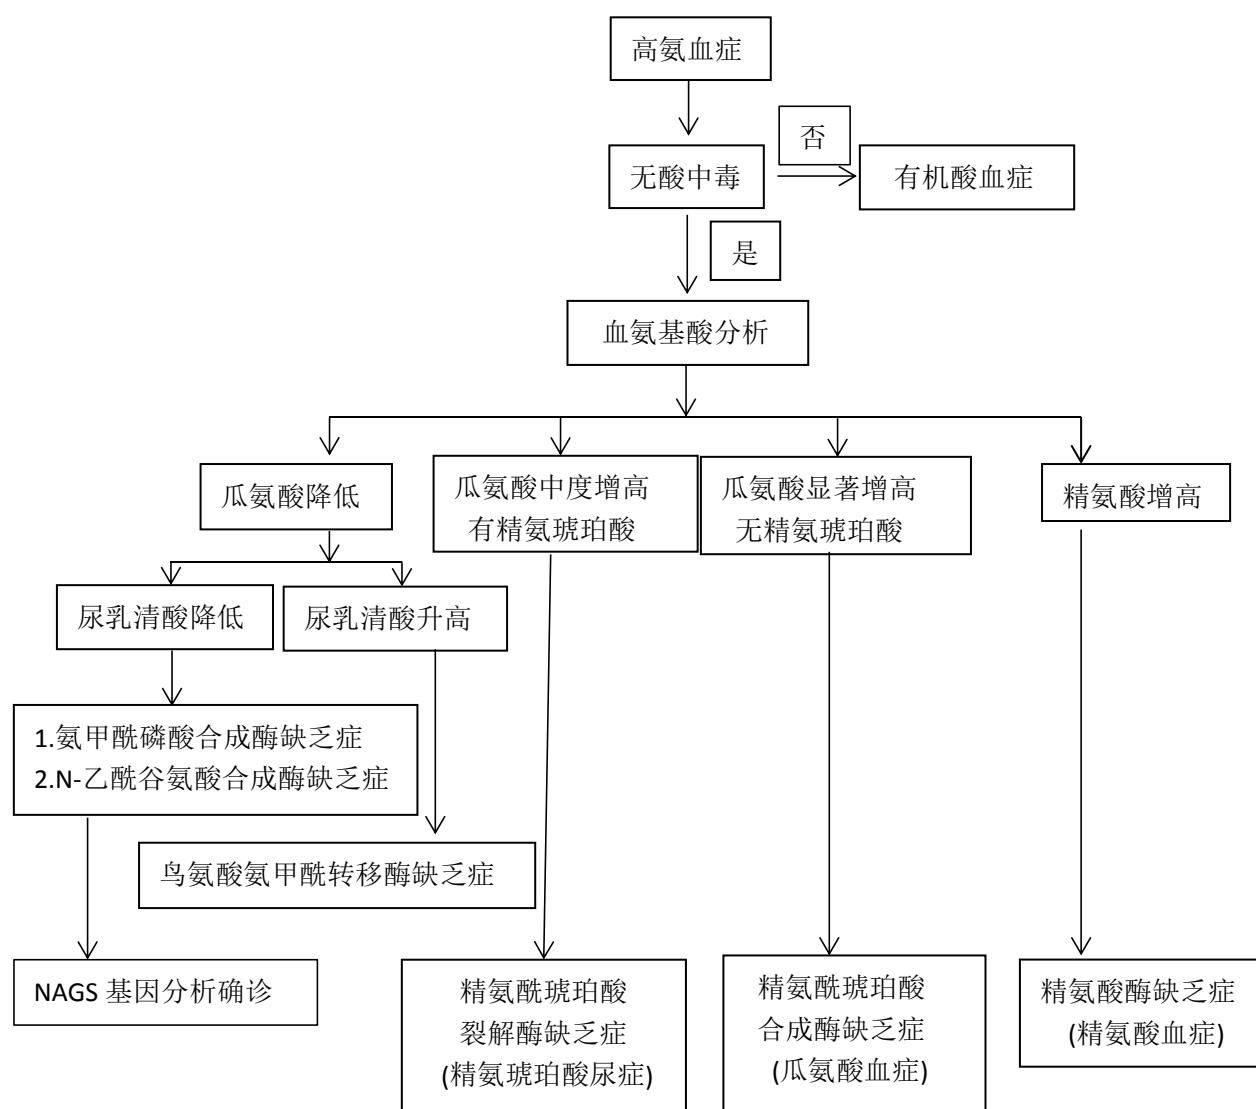 高氨血症
否
无酸中毒
有机酸血症
是
血氨基酸分析
瓜氨酸降低
瓜氨酸中度增高
有精氨琥珀酸
瓜氨酸显著增高
无精氨琥珀酸
精氨酸增高
尿乳清酸降低
尿乳清酸升高
1.氨甲酰磷酸合成酶缺乏症
2.N-乙酰谷氨酸合成酶缺乏症
鸟氨酸氨甲酰转移酶缺乏症
NAGS 基因分析确诊
精氨酰琥珀酸
裂解酶缺乏症
(精氨琥珀酸尿症)
精氨酰琥珀酸
合成酶缺乏症
(瓜氨酸血症)
精氨酸酶缺乏症
(精氨酸血症)